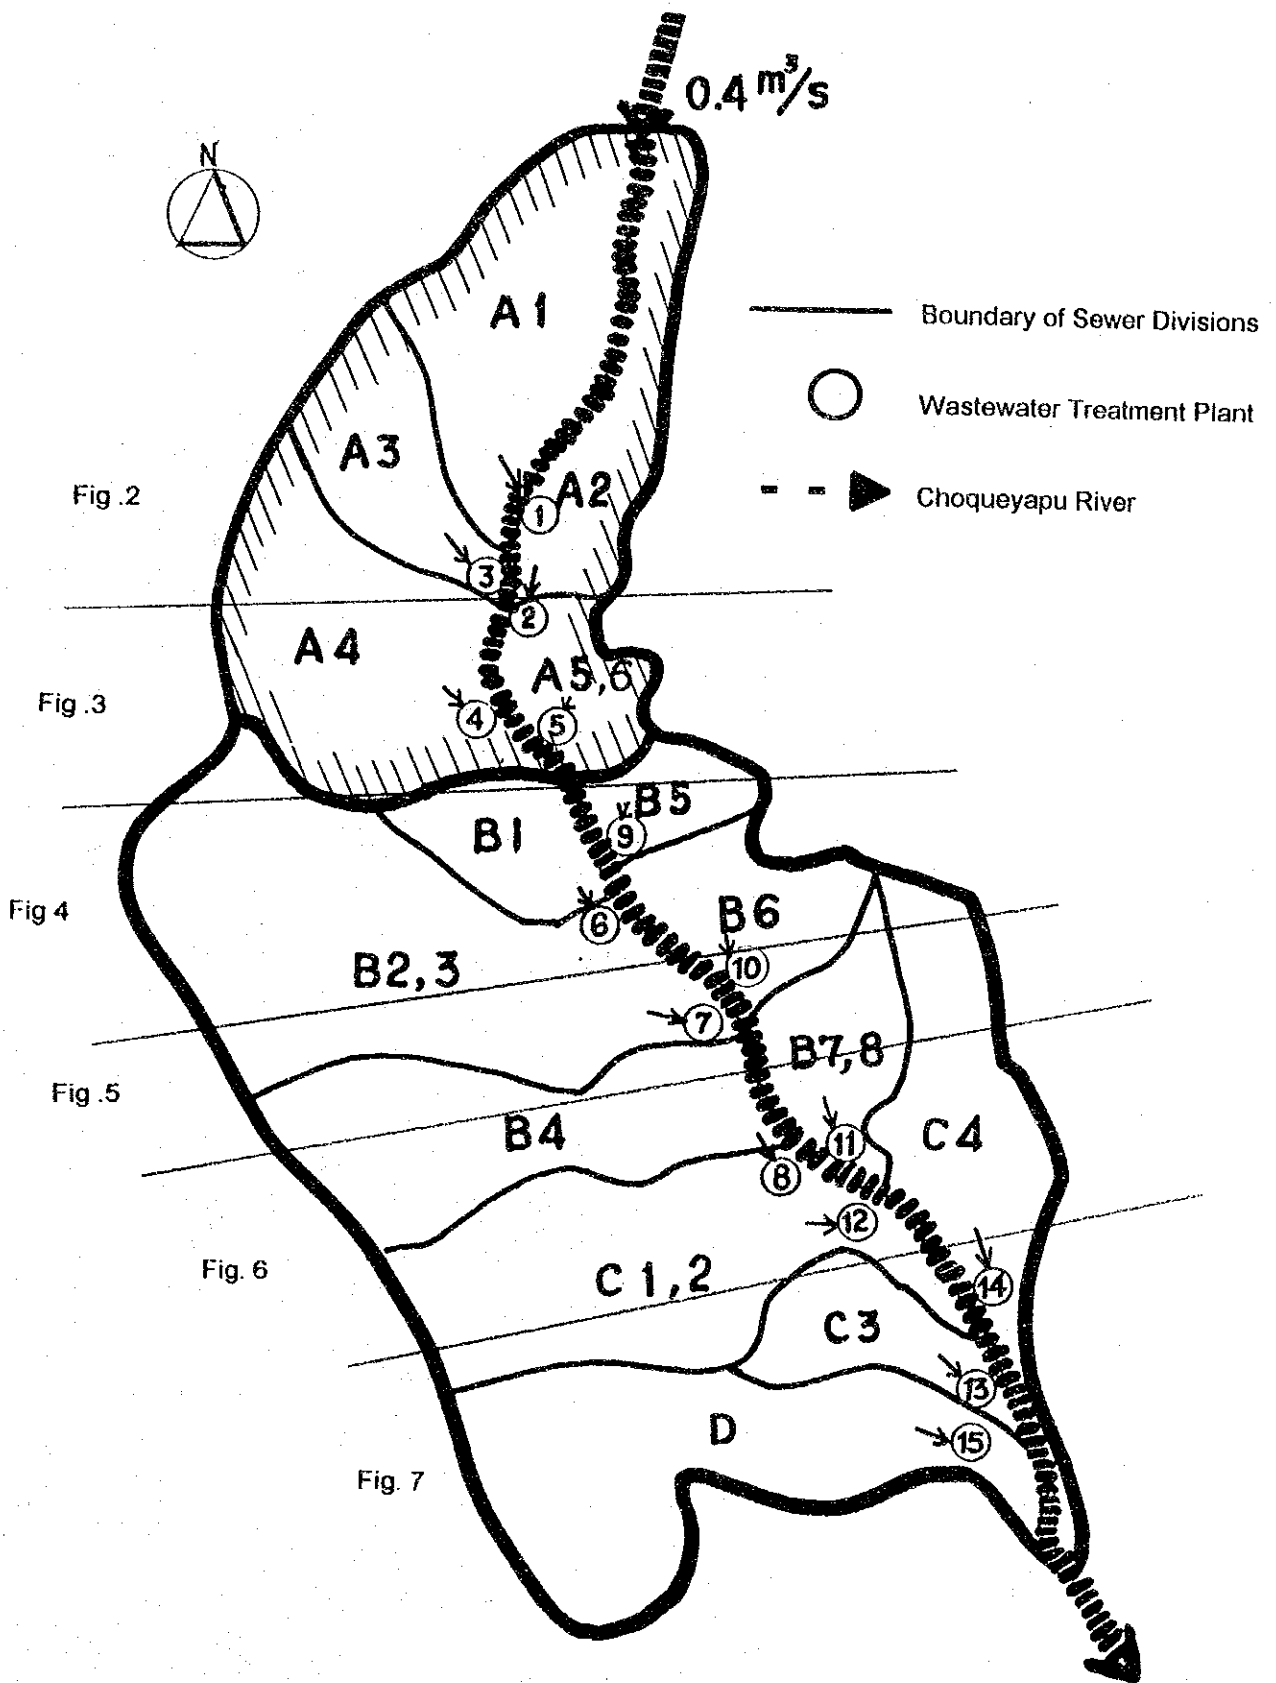 0.4 m³/s
N
A1
Boundary of Sewer Divisions
Wastewater Treatment Plant
A3
Fig .2
A2
Choqueyapu River
1
3
2
A4
A5,6
Fig .3
4
5
B5
B1
9
Fig 4
6
B6
B2,3
10
7
B7,8
Fig .5
B4
C4
11
8
12
Fig. 6
C1,2
14
C3
13
D
15
Fig. 7